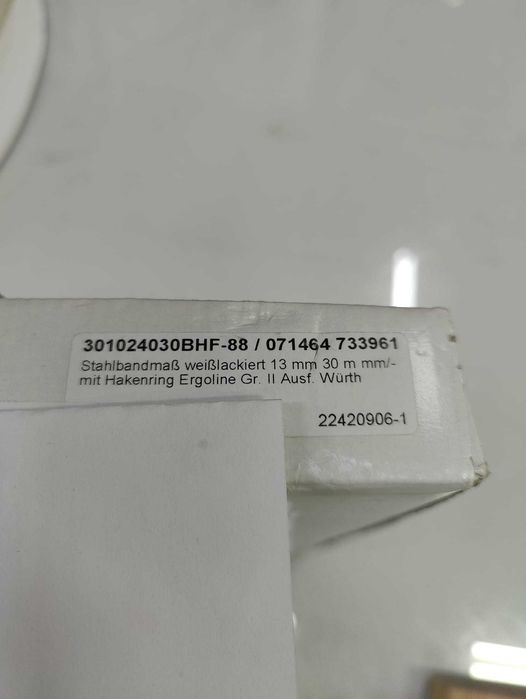 301024030BHF-88 / 071464 733961
Stahlbandmaß weißlackiert 13 mm 30 m mm/-
mit Hakenring Ergoline Gr. II Ausf. Würth
22420906-1